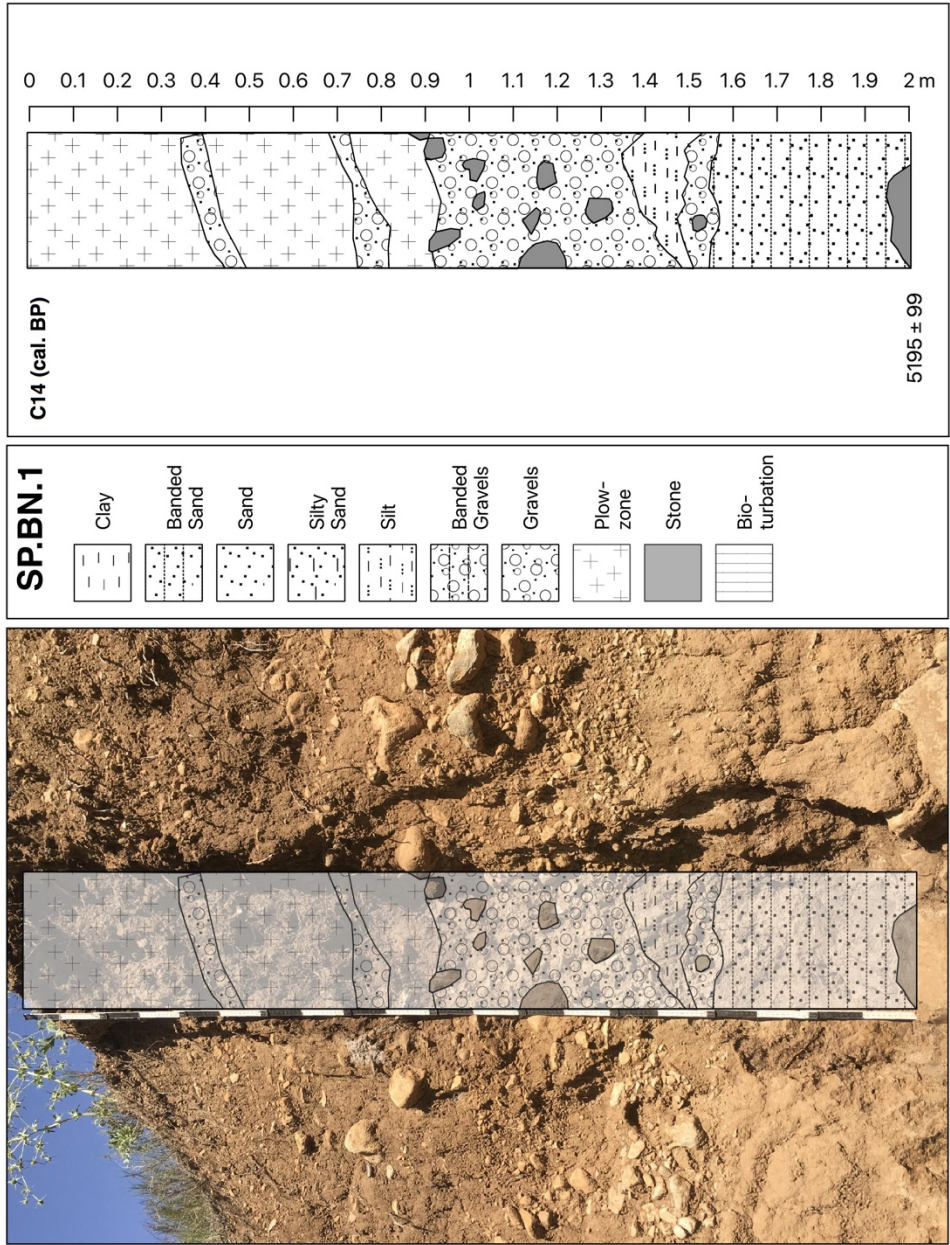 0 0.1 0.2 0.3 0.4 0.5 0.6 0.7 0.8 0.9 1 1.1 1.2 1.3 1.4 1.5 1.6 1.7 1.8 1.9 2 m
C14 (cal. BP)
5195 ± 99
SP.BN.1
Clay
Banded
Sand
Sand
Silty
Sand
Silt
Banded
Gravels
Gravels
Plow-
zone
Stone
Bio-
turbation